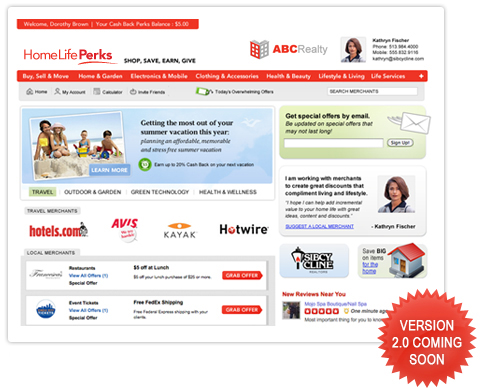 Welcome, Dorothy Brown | Your Cash Back Perks Balance : $5.00
HomeLifePerks SHOP, SAVE, EARN, GIVE
ABCRealty
Kathryn Fischer
Phone: 513.984.4000
Mobile: 555.832.9116
kathryn@sibcycline.com
Buy, Sell & Move Home & Garden Electronics & Mobile Clothing & Accessories Health & Beauty Lifestyle & Living Life Services +
Home My Account Calculator Invite Friends Today's Overwhelming Offers SEARCH MERCHANTS
Getting the most out of your
summer vacation this year:
planning an affordable, memorable
and stress free summer vacation
Earn up to 20% Cash Back on your next vacation
LEARN MORE
TRAVEL | OUTDOOR & GARDEN | GREEN TECHNOLOGY | HEALTH & WELLNESS
Get special offers by email.
Be updated on special offers that
may not last long!
Sign Up!
I am working with merchants
to create great discounts that
compliment living and lifestyle.
"I hope I can help add incremental
value to your home life with great
ideas, content and discounts."
SUGGEST A LOCAL MERCHANT - Kathryn Fischer
TRAVEL MERCHANTS
hotels.com
AVIS
KAYAK
Hotwire
LOCAL MERCHANTS
Restaurants
View All Offers (1)
Special Offer
$5 off at Lunch
$5 off your lunch purchase of $25 or more.
GRAB OFFER
Event Tickets
View All Offers (1)
Special Offer
Free FedEx Shipping
Free Federal Express shipping with your
clients.
GRAB OFFER
SIBCY
CLINE
REALTORS
Save BIG
on items
for the
home
New Reviews Near You
Mojo Spa Boutique/Nail Spa
One minute ago
Most important thing for you to know
VERSION
2.0 COMING
SOON